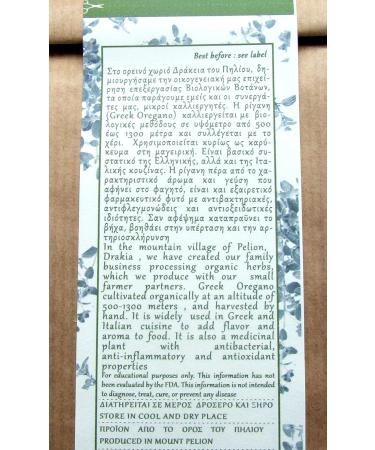 Best before : see label
Στο ορεινό χωριό Δράκεια του Πηλίου, δη-
μιουργήσαμε την οικογενειακή μας επιχεί-
ρηση επεξεργασίας Βιολογικών Βοτάνων,
τα οποία παράγουμε εμείς και οι συνεργά-
τες μας, μικροί καλλιεργητές. Η ρίγανη
(Greek Oregano) καλλιεργείται με βιο-
λογικές μεθόδους σε υψόμετρο από 500
έως 1300 μέτρα και συλλέγεται με το
χέρι. Χρησιμοποιείται κυρίως ως καρύ-
κευμα στη μαγειρική. Είναι βασικό συ-
στατικό της Ελληνικής, αλλά και της Ιτα-
λικής κουζίνας. Η ρίγανη πέρα από το χα-
ρακτηριστικό άρωμα και γεύση που
αφήνει στο φαγητό, είναι και εξαιρετικό
φαρμακευτικό φυτό με αντιβακτηριακές,
αντιφλεγμονώδεις και αντιοξειδωτικές
ιδιότητες. Σαν αφέψημα καταπραΰνει το
βήχα, βοηθάει στην υπέρταση και την αρ-
τηριοσκλήρυνση
In the mountain village of Pelion,
Drakia , we have created our family
business processing organic herbs,
which we produce with our small
farmer partners. Greek Oregano
cultivated organically at an altitude of
500-1300 meters , and harvested by
hand. It is widely used in Greek and
Italian cuisine to add flavor and
aroma to food. It is also a medicinal
plant with antibacterial,
anti-inflammatory and antioxidant
properties
For educational purposes only. This information has not
been evaluated by the FDA. This information is not intended
to diagnose, treat, cure, or prevent any disease
ΔΙΑΤΗΡΕΙΤΑΙ ΣΕ ΜΕΡΟΣ ΔΡΟΣΕΡΟ ΚΑΙ ΞΗΡΟ
STORE IN COOL AND DRY PLACE
ΠΡΟΪΟΝ ΑΠΟ ΤΟ ΟΡΟΣ ΤΟΥ ΠΗΛΙΟΥ
PRODUCED IN MOUNT PELION